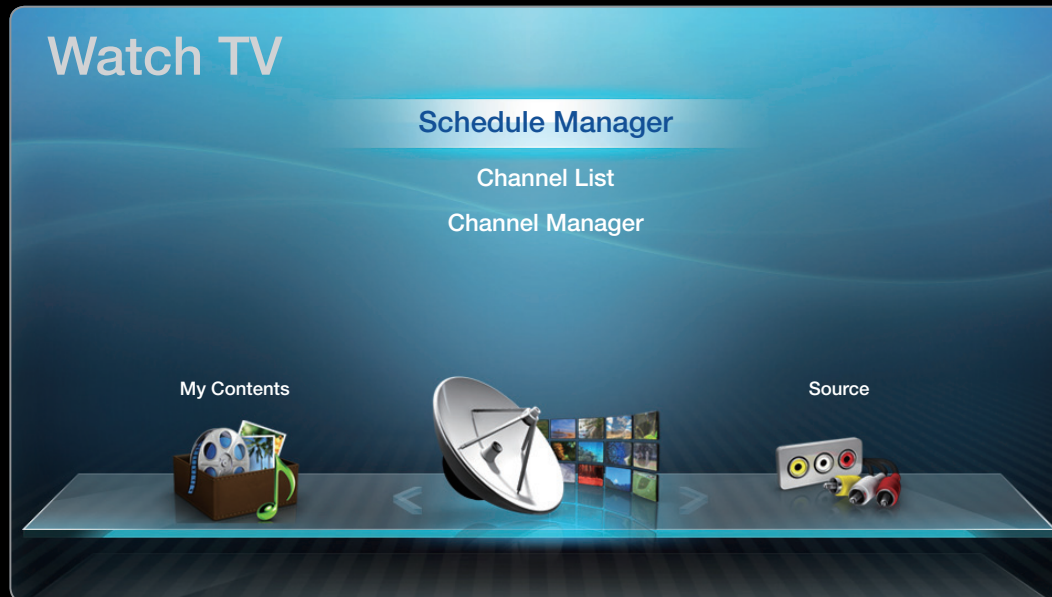 Watch TV
Schedule Manager
Channel List
Channel Manager
My Contents
Source